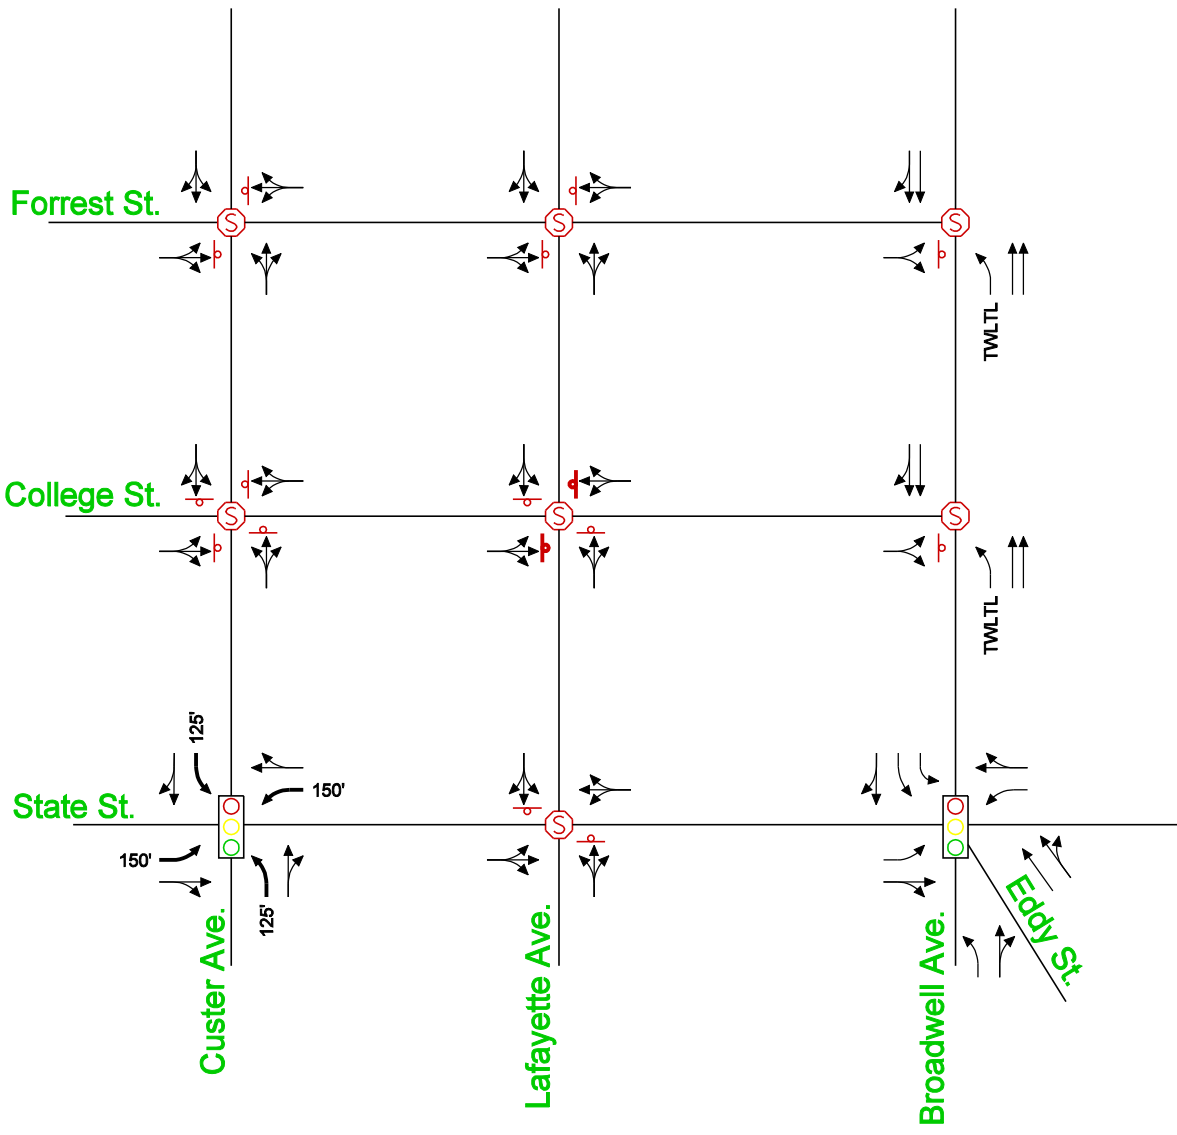 Forrest St.
S
S
S
TWLTL
College St.
S
S
S
TWLTL
125'
State St.
150'
S
150'
125'
Custer Ave.
Lafayette Ave.
Broadwell Ave.
Eddy St.